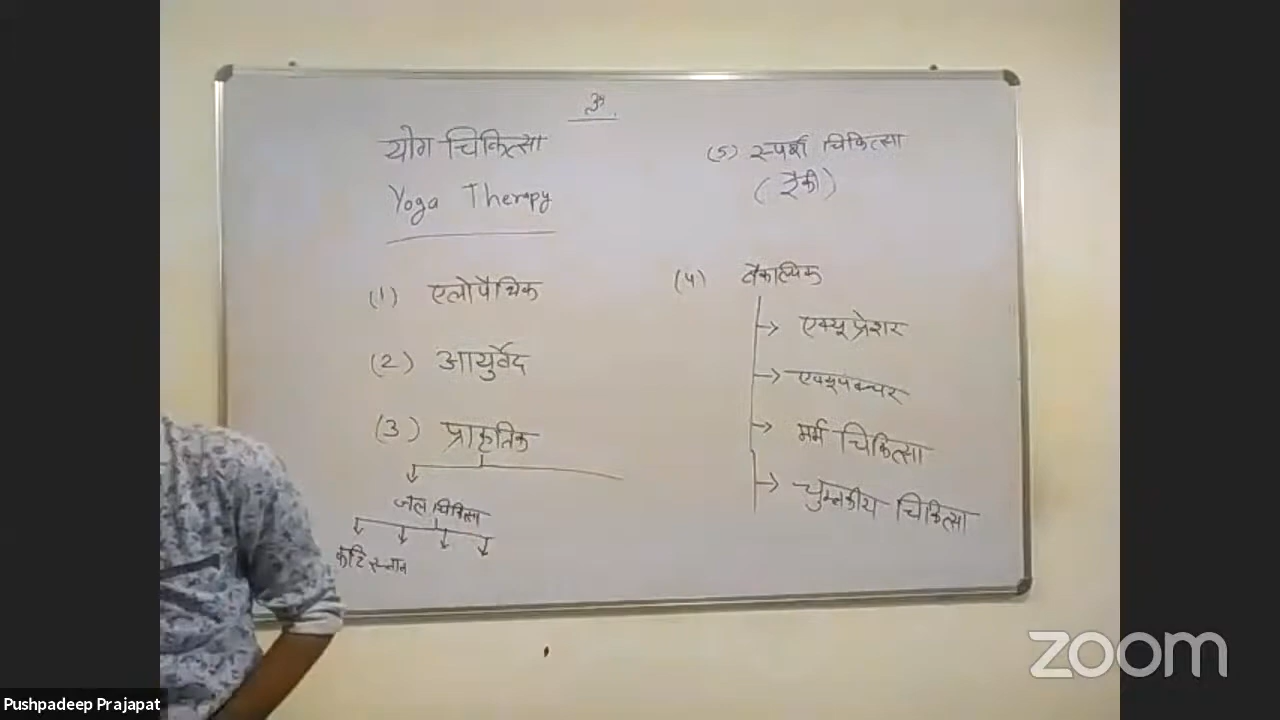 ॐ
योग चिकित्सा
Yoga Therapy
(1) एलोपैथिक
(2) आयुर्वेद
(3) प्राकृतिक
जल चिकित्सा
कटि स्नान
(5) स्पर्श चिकित्सा
(रैकी)
(4) वैकल्पिक
एक्यूप्रेशर
एक्यूपंक्चर
मर्म चिकित्सा
चुम्बकीय चिकित्सा
zoom
Pushpadeep Prajapat